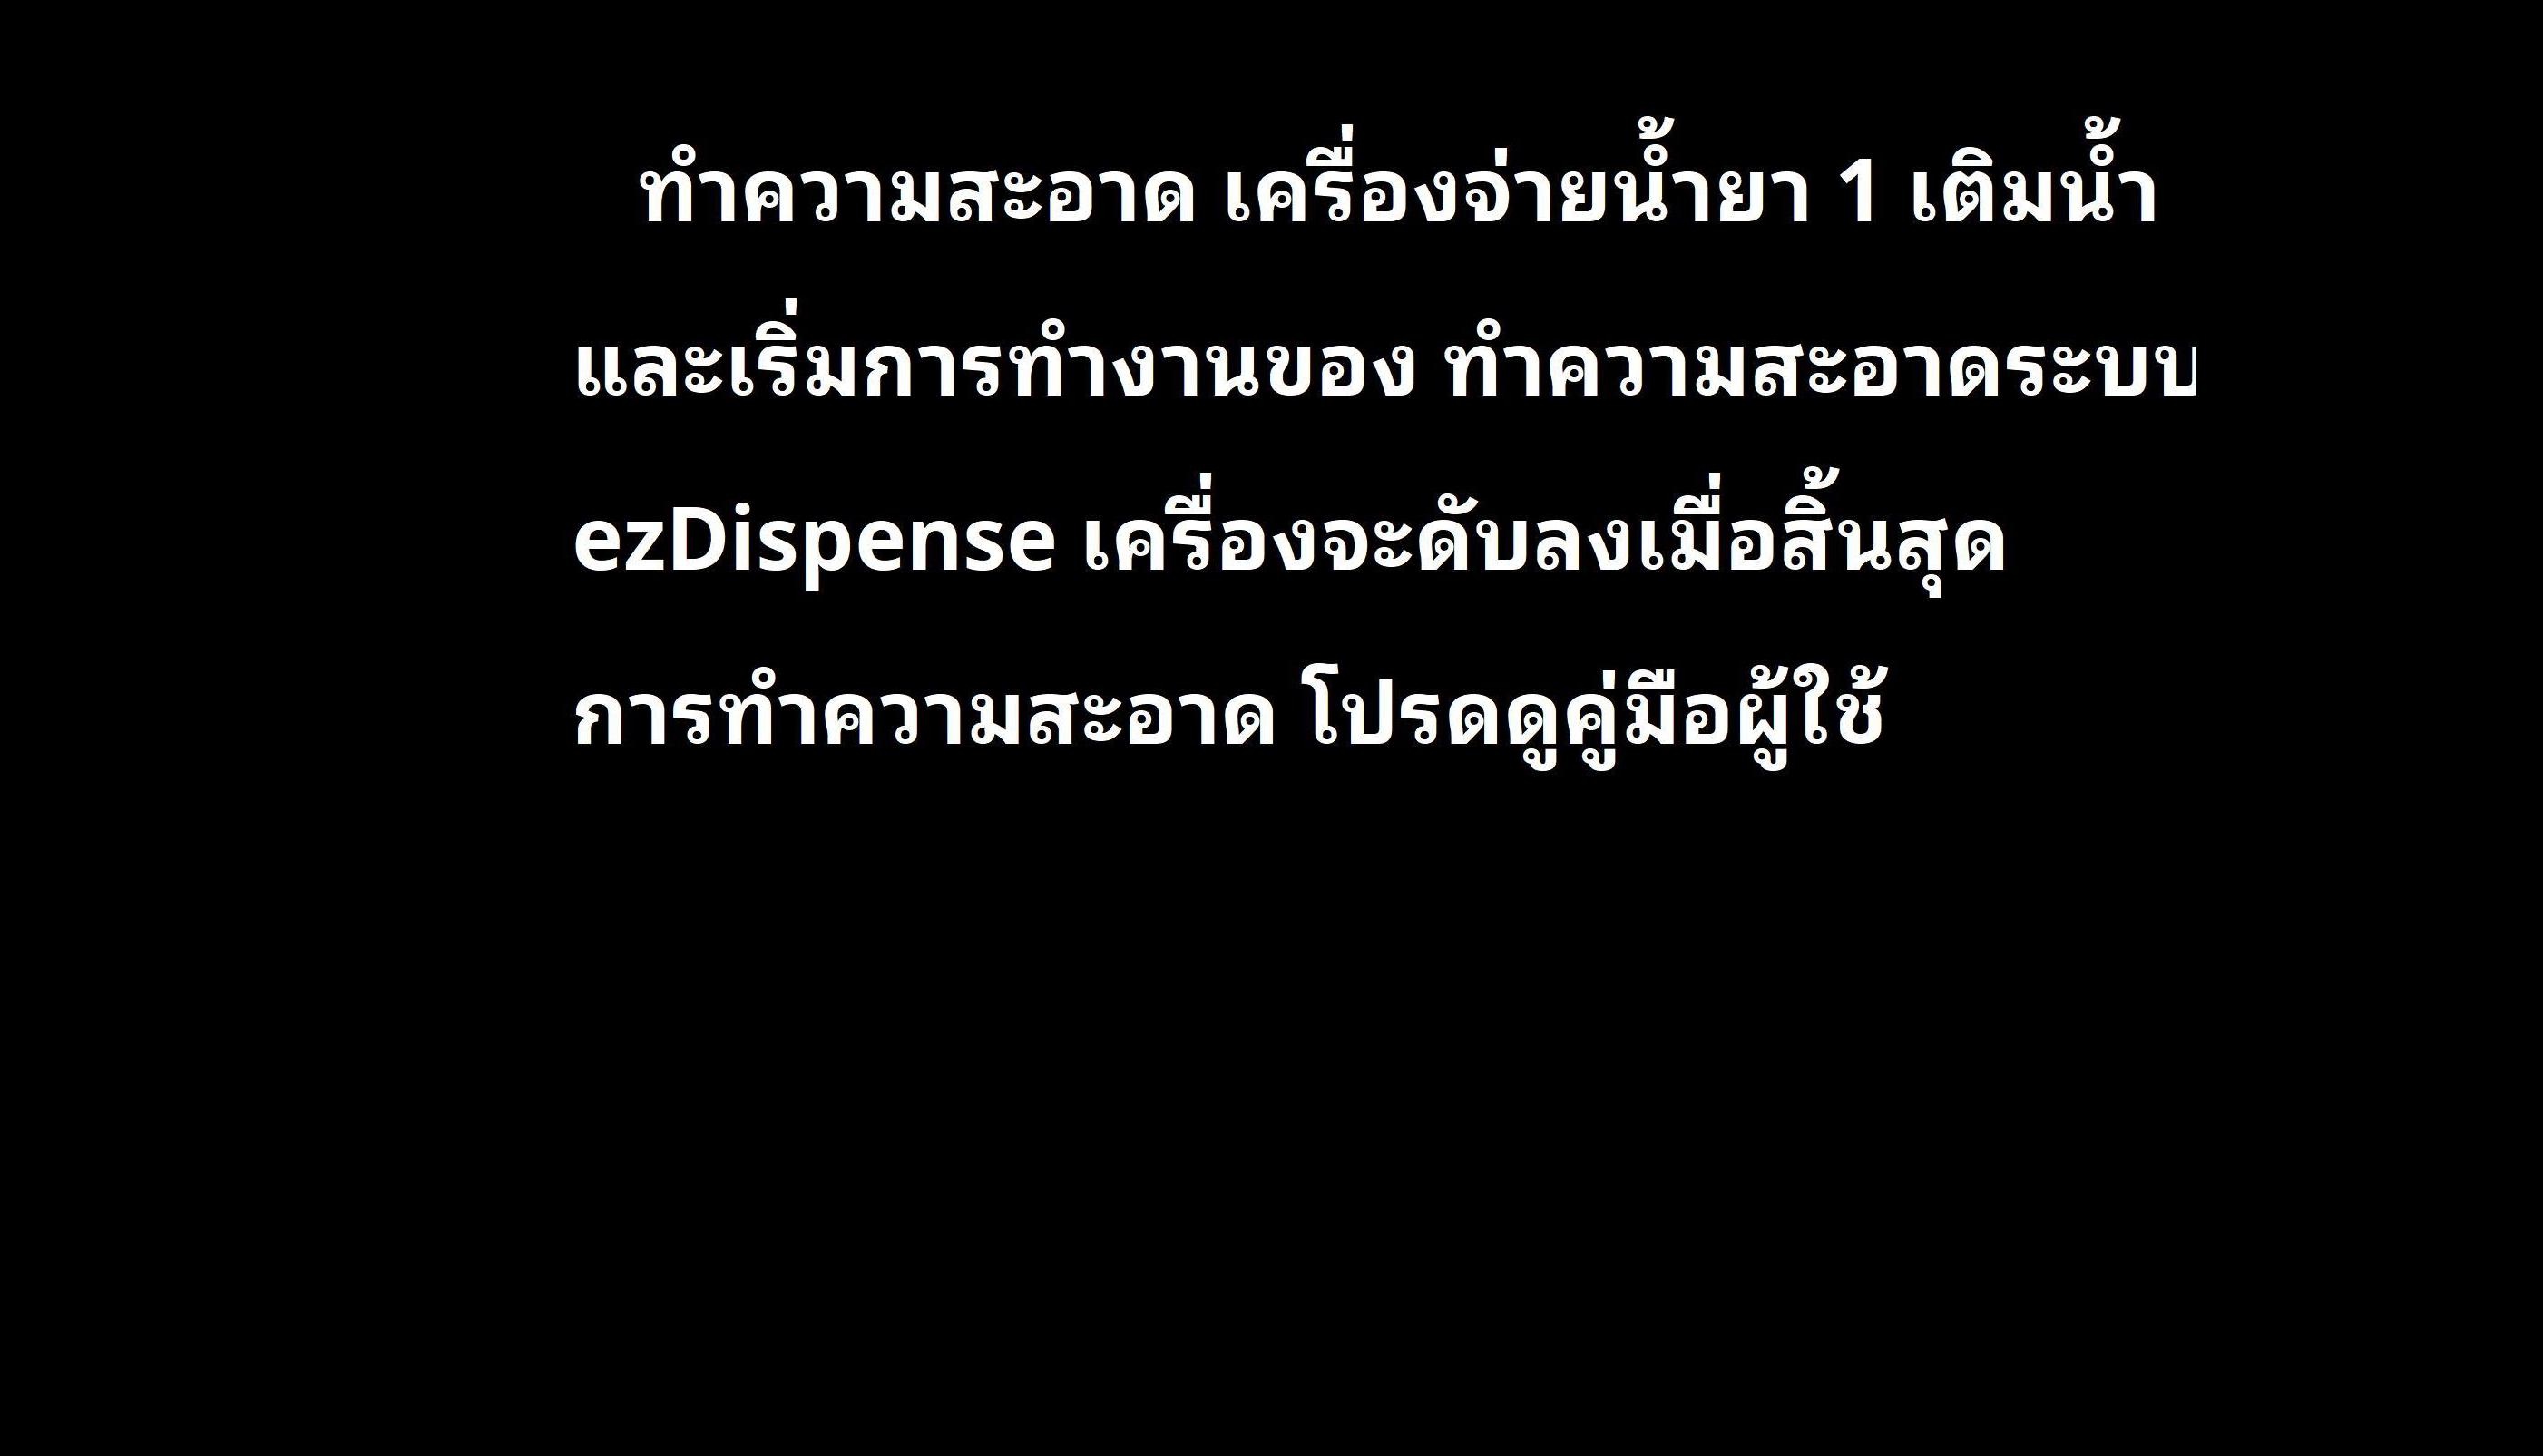 ทำความสะอาด เครื่องจ่ายน้ำยา 1 เติมน้ำ
และเริ่มการทำงานของ ทำความสะอาดระบบ
ezDispense เครื่องจะดับลงเมื่อสิ้นสุด
การทำความสะอาด โปรดดูคู่มือผู้ใช้